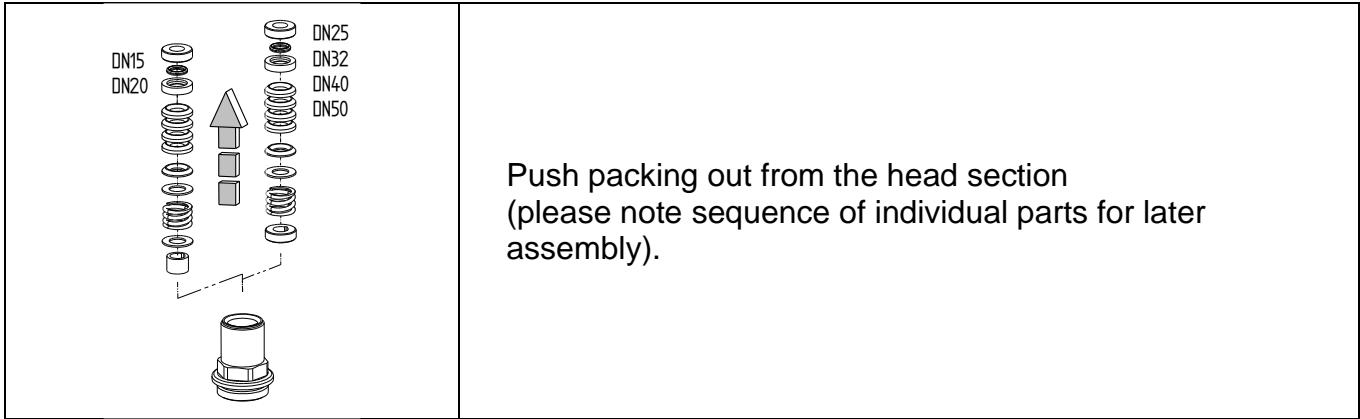 DN15
DN20
DN25
DN32
DN40
DN50
Push packing out from the head section
(please note sequence of individual parts for later
assembly).